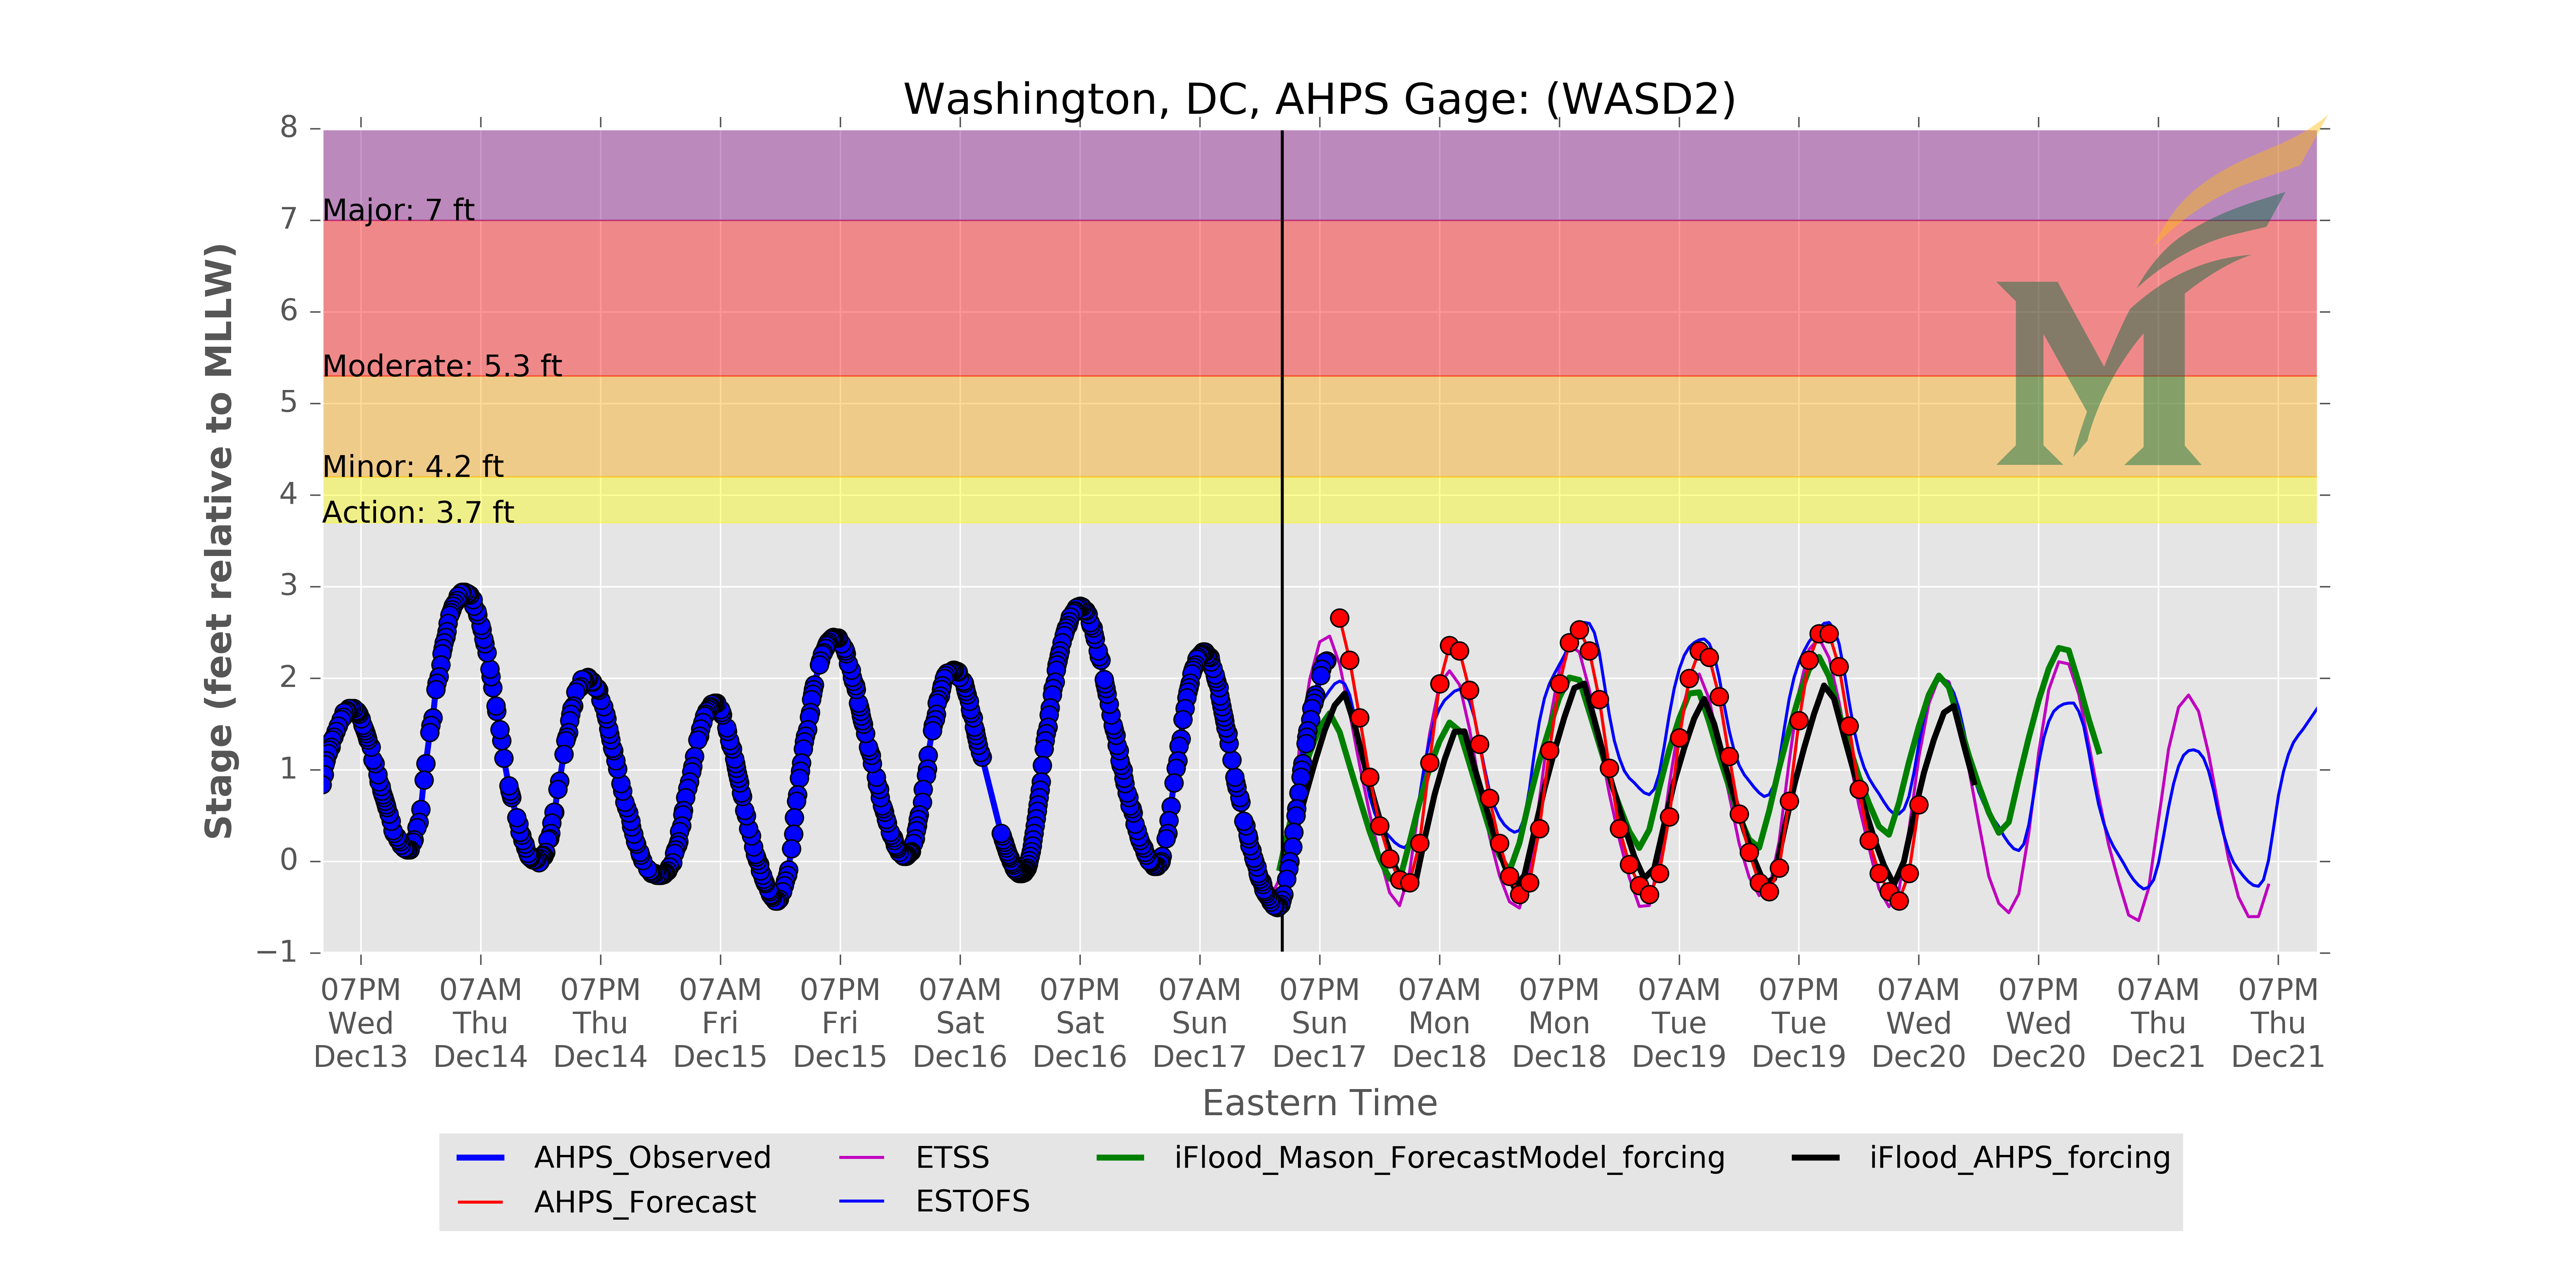 Washington, DC, AHPS Gage: (WASD2)
Stage (feet relative to MLLW)
8
7
6
5
4
3
2
1
0
−1
Major: 7 ft
Moderate: 5.3 ft
Minor: 4.2 ft
Action: 3.7 ft
M
07PM 07AM 07PM 07AM 07PM 07AM 07PM 07AM 07PM 07AM 07PM 07AM 07PM 07AM 07PM 07AM 07PM
Wed Thu Thu Fri Fri Sat Sat Sun Sun Mon Mon Tue Tue Wed Wed Thu Thu
Dec13 Dec14 Dec14 Dec15 Dec15 Dec16 Dec16 Dec17 Dec17 Dec18 Dec18 Dec19 Dec19 Dec20 Dec20 Dec21 Dec21
Eastern Time
AHPS_Observed ETSS iFlood_Mason_ForecastModel_forcing iFlood_AHPS_forcing
AHPS_Forecast ESTOFS